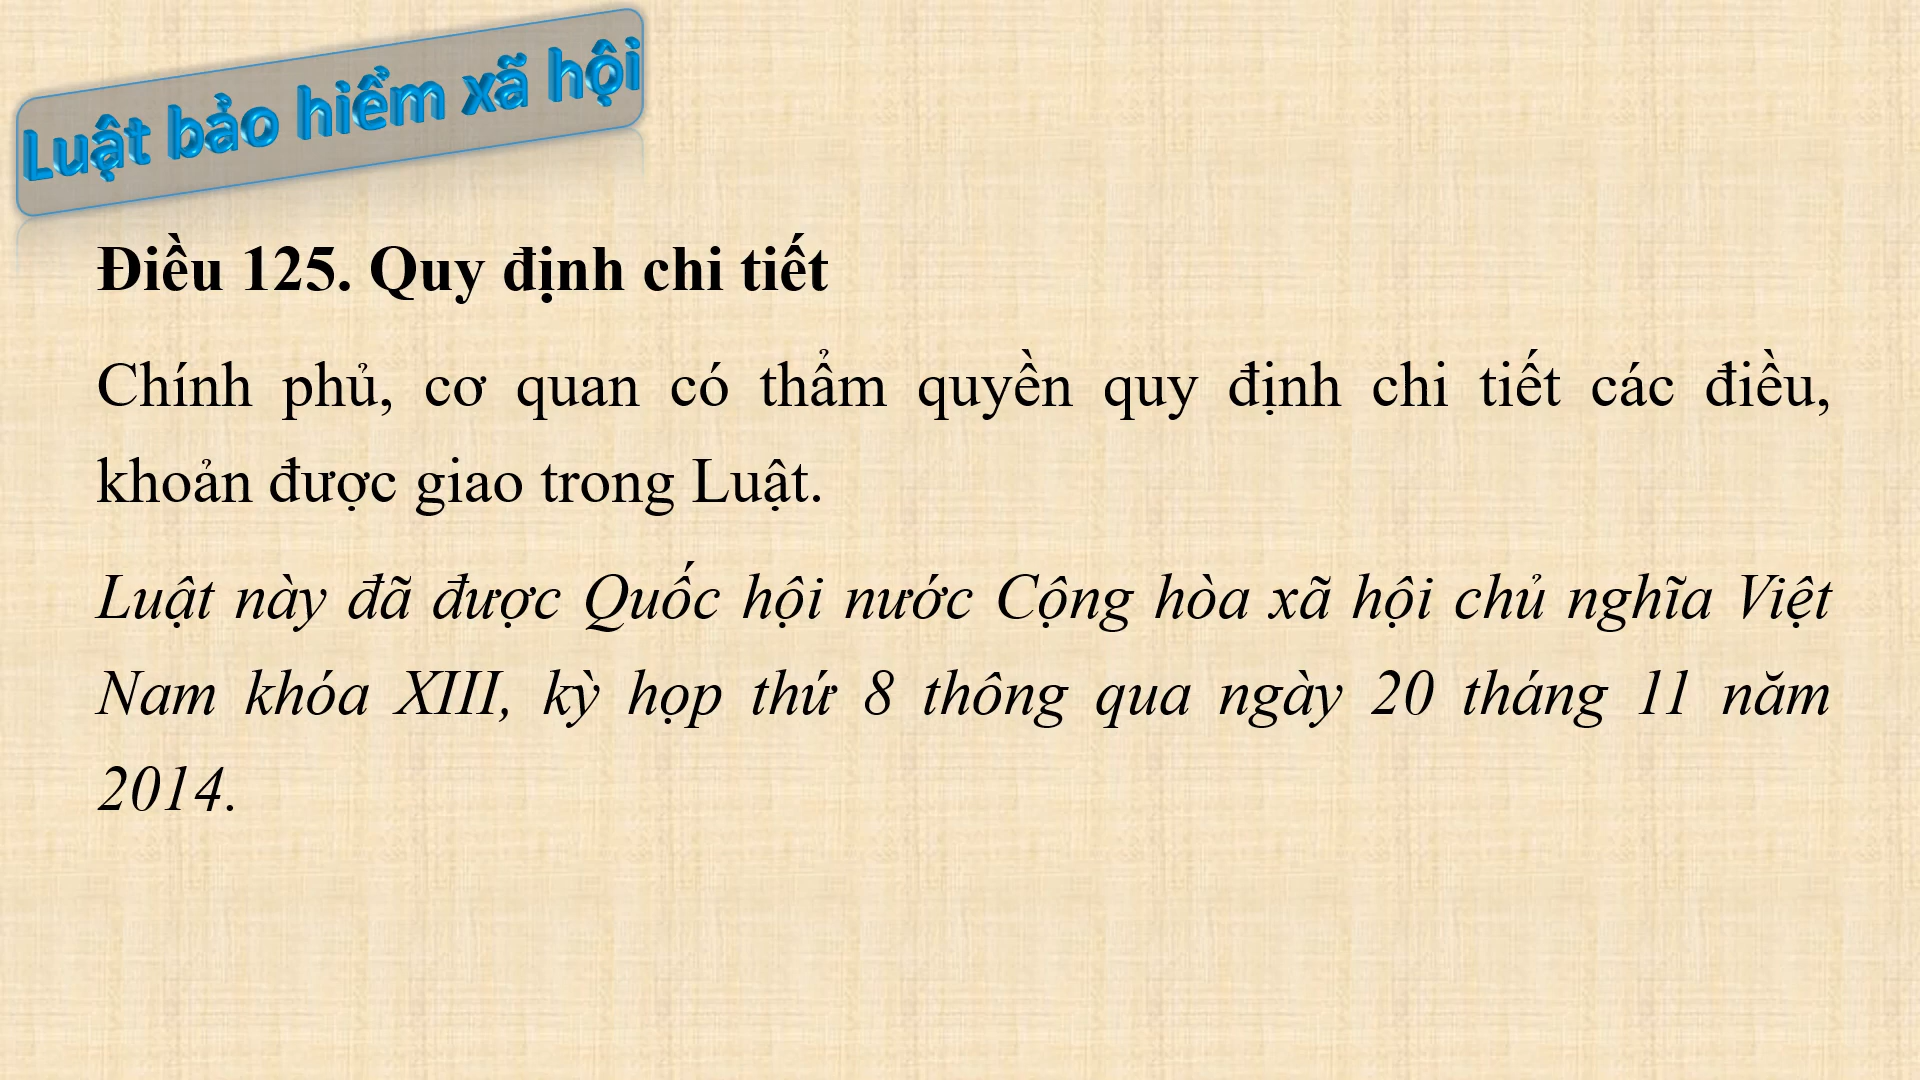 Luật bảo hiểm xã hội
Điều 125. Quy định chi tiết
Chính phủ, cơ quan có thẩm quyền quy định chi tiết các điều,
khoản được giao trong Luật.
Luật này đã được Quốc hội nước Cộng hòa xã hội chủ nghĩa Việt
Nam khóa XIII, kỳ họp thứ 8 thông qua ngày 20 tháng 11 năm
2014.